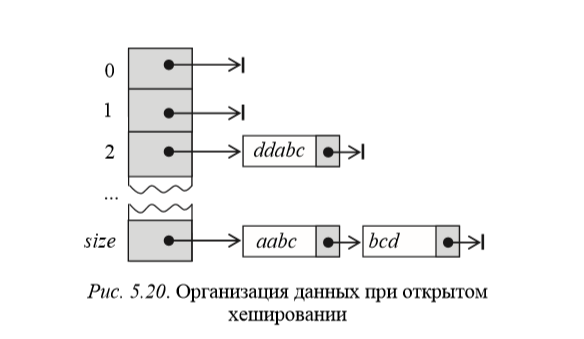 0
1
2 ddabc
...
size aabc bcd
Рис. 5.20. Организация данных при открытом
хешировании